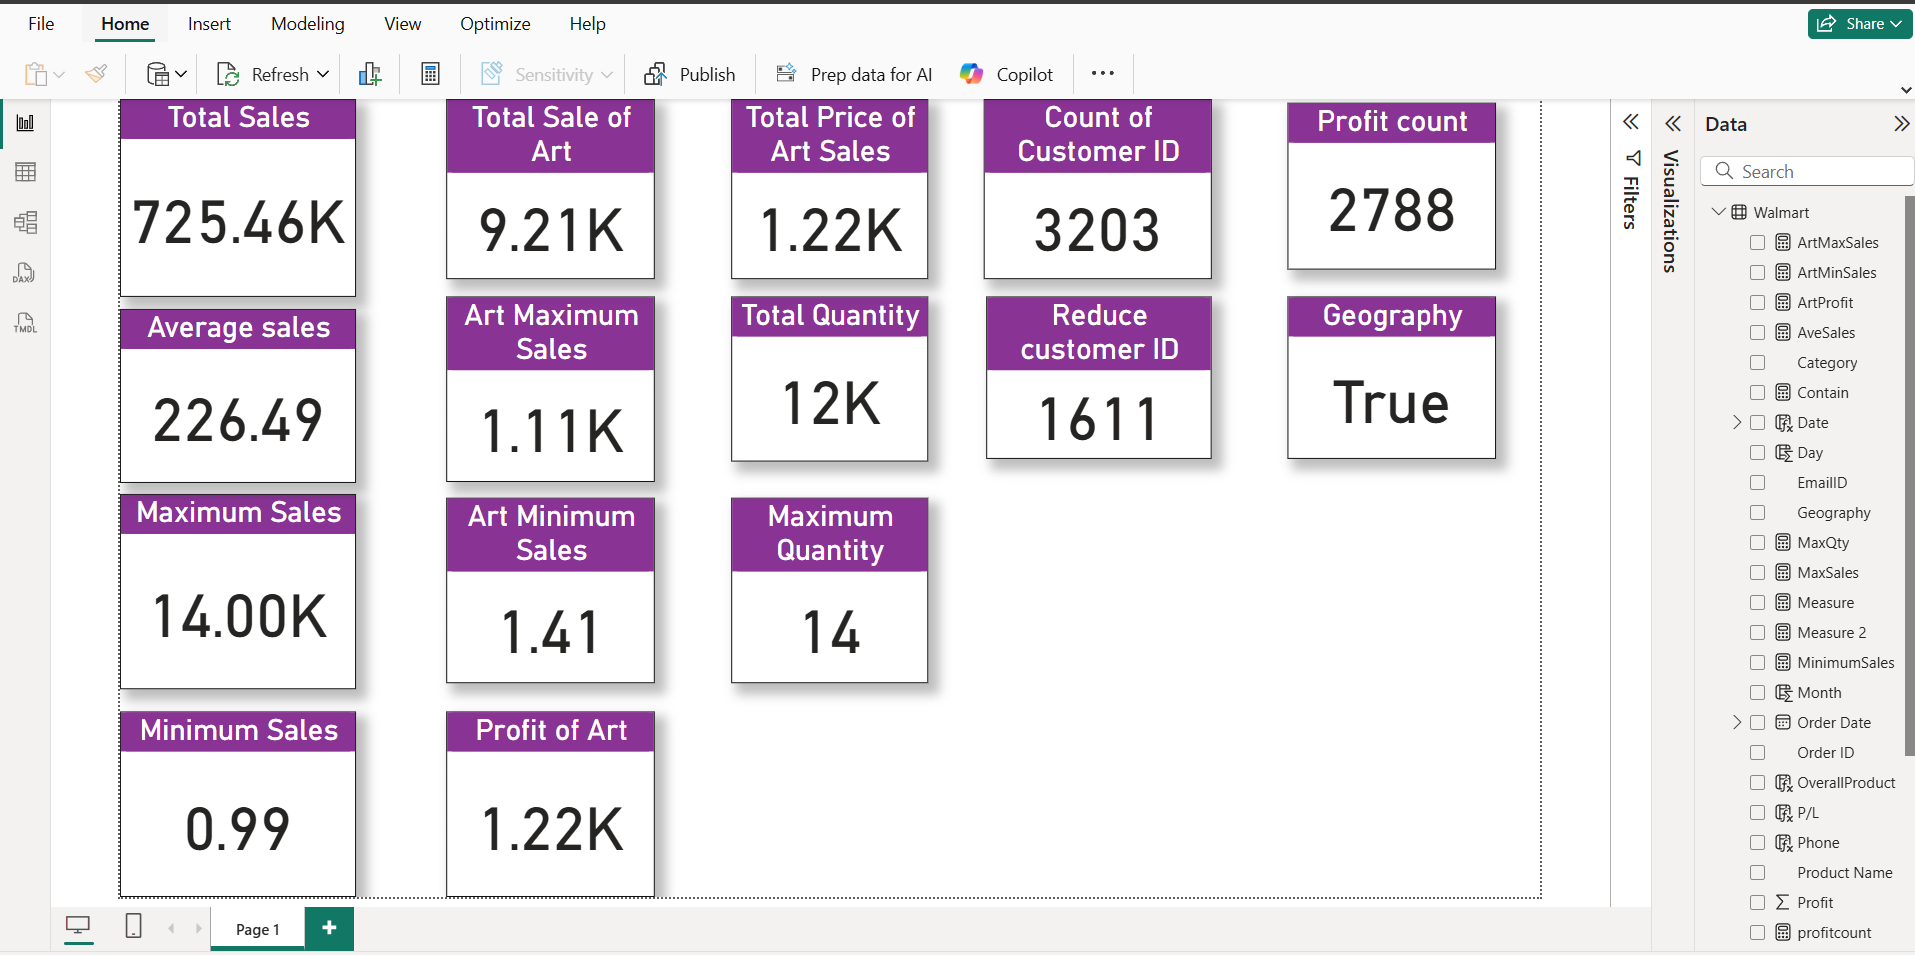 File Home Insert Modeling View Optimize Help Share
Refresh Sensitivity Publish Prep data for AI Copilot
Total Sales
725.46K
Total Sale of
Art
9.21K
Total Price of
Art Sales
1.22K
Count of
Customer ID
3203
Profit count
2788
Average sales
226.49
Art Maximum
Sales
1.11K
Total Quantity
12K
Reduce
customer ID
1611
Geography
True
Maximum Sales
14.00K
Art Minimum
Sales
1.41
Maximum
Quantity
14
Minimum Sales
0.99
Profit of Art
1.22K
DAX
TMDL
Filters
Visualizations
Data
Search
Walmart
ArtMaxSales
ArtMinSales
ArtProfit
AveSales
Category
Contain
Date
Day
EmailID
Geography
MaxQty
MaxSales
Measure
Measure 2
MinimumSales
Month
Order Date
Order ID
OverallProduct
P/L
Phone
Product Name
Profit
profitcount
Page 1